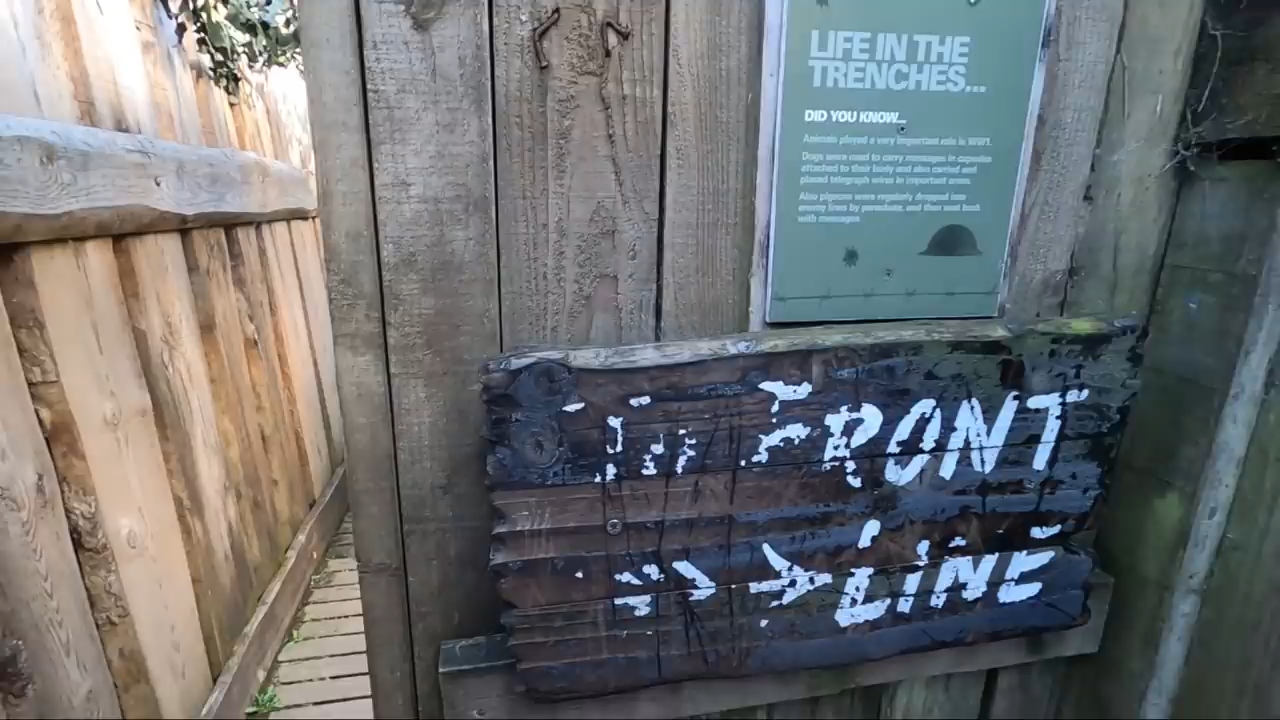 LIFE IN THE
TRENCHES...
DID YOU KNOW...
Animals played a very important role in WW1.
Dogs were used to carry messages in capsules
attached to their body and also carried and
placed telegraph wires in important areas.
Also pigeons were regularly dropped into
enemy lines by parachute, and then sent back
with messages.
FRONT
LINE